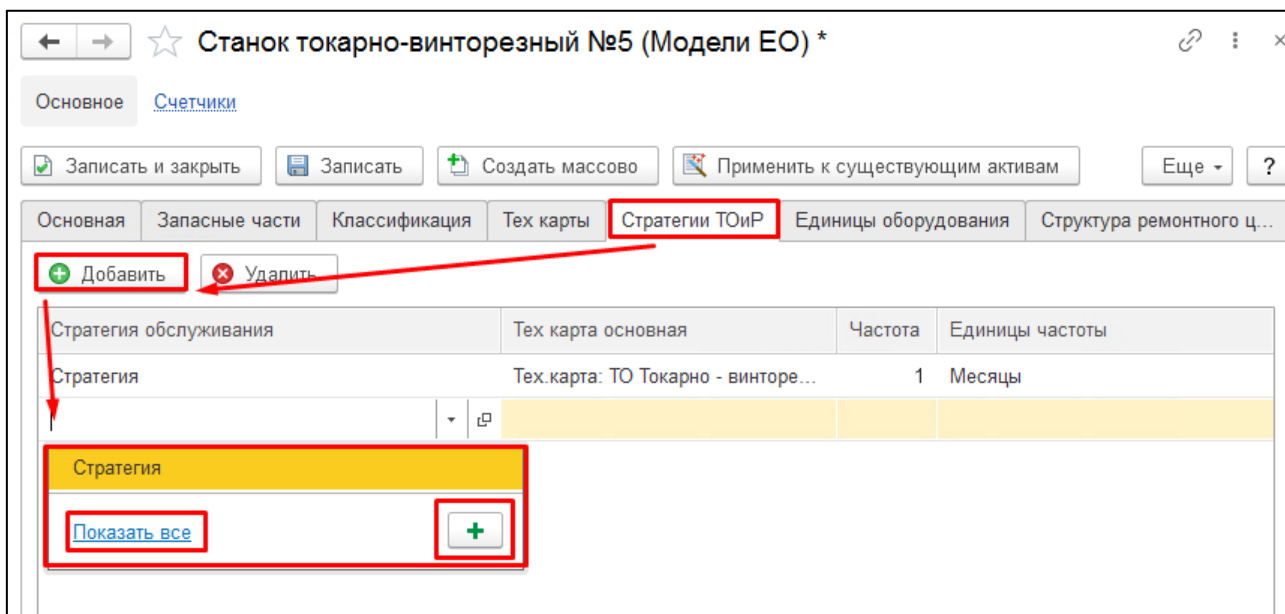 Станок токарно-винторезный №5 (Модели ЕО) *
Основное Счетчики
Записать и закрыть Записать Создать массово Применить к существующим активам Еще ?
Основная Запасные части Классификация Тех карты Стратегии ТОиР Единицы оборудования Структура ремонтного ц...
Добавить Удалить
Стратегия обслуживания Тех карта основная Частота Единицы частоты
Стратегия Тех.карта: ТО Токарно - винторе... 1 Месяцы
Стратегия
Показать все